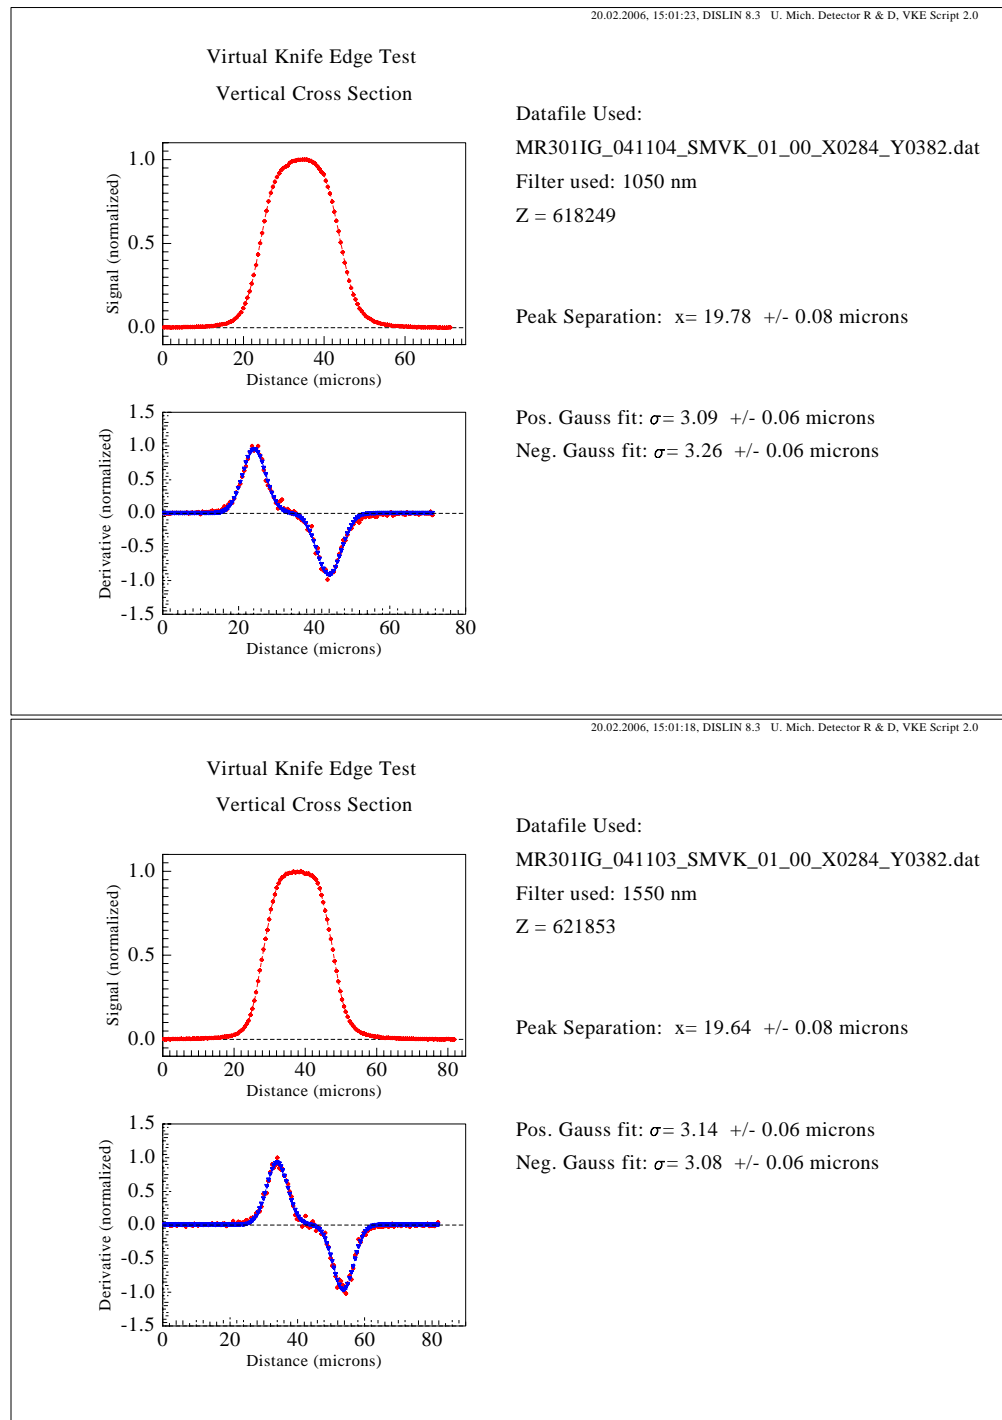 20.02.2006, 15:01:23, DISLIN 8.3 U. Mich. Detector R & D, VKE Script 2.0
Virtual Knife Edge Test
Vertical Cross Section
Datafile Used:
MR301IG_041104_SMVK_01_00_X0284_Y0382.dat
Filter used: 1050 nm
Z = 618249
Peak Separation: x= 19.78 +/- 0.08 microns
Pos. Gauss fit: σ= 3.09 +/- 0.06 microns
Neg. Gauss fit: σ= 3.26 +/- 0.06 microns
Signal (normalized)
1.0
0.5
0.0
0 20 40 60
Distance (microns)
Derivative (normalized)
1.5
1.0
0.5
0.0
-0.5
-1.0
-1.5
0 20 40 60 80
Distance (microns)
20.02.2006, 15:01:18, DISLIN 8.3 U. Mich. Detector R & D, VKE Script 2.0
Virtual Knife Edge Test
Vertical Cross Section
Datafile Used:
MR301IG_041103_SMVK_01_00_X0284_Y0382.dat
Filter used: 1550 nm
Z = 621853
Peak Separation: x= 19.64 +/- 0.08 microns
Pos. Gauss fit: σ= 3.14 +/- 0.06 microns
Neg. Gauss fit: σ= 3.08 +/- 0.06 microns
Signal (normalized)
1.0
0.5
0.0
0 20 40 60 80
Distance (microns)
Derivative (normalized)
1.5
1.0
0.5
0.0
-0.5
-1.0
-1.5
0 20 40 60 80
Distance (microns)